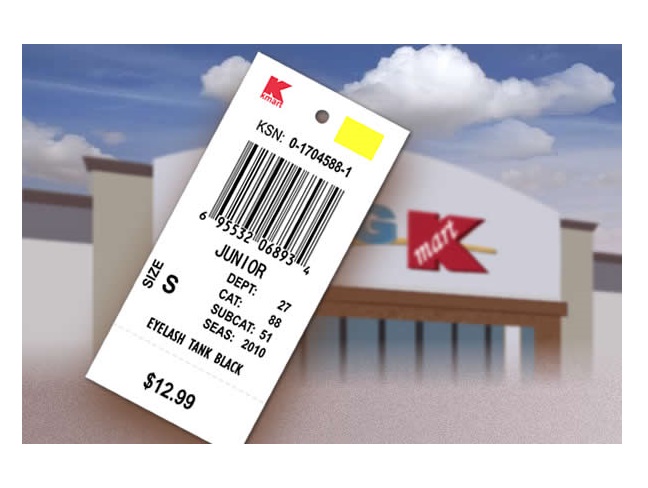 K
kmart
KSN: 0-1704588-1
6 95532 06893 4
JUNIOR
DEPT: 27
CAT: 88
SUBCAT: 51
SEAS: 2010
SIZE S
EYELASH TANK BLACK
$12.99
G K
mart